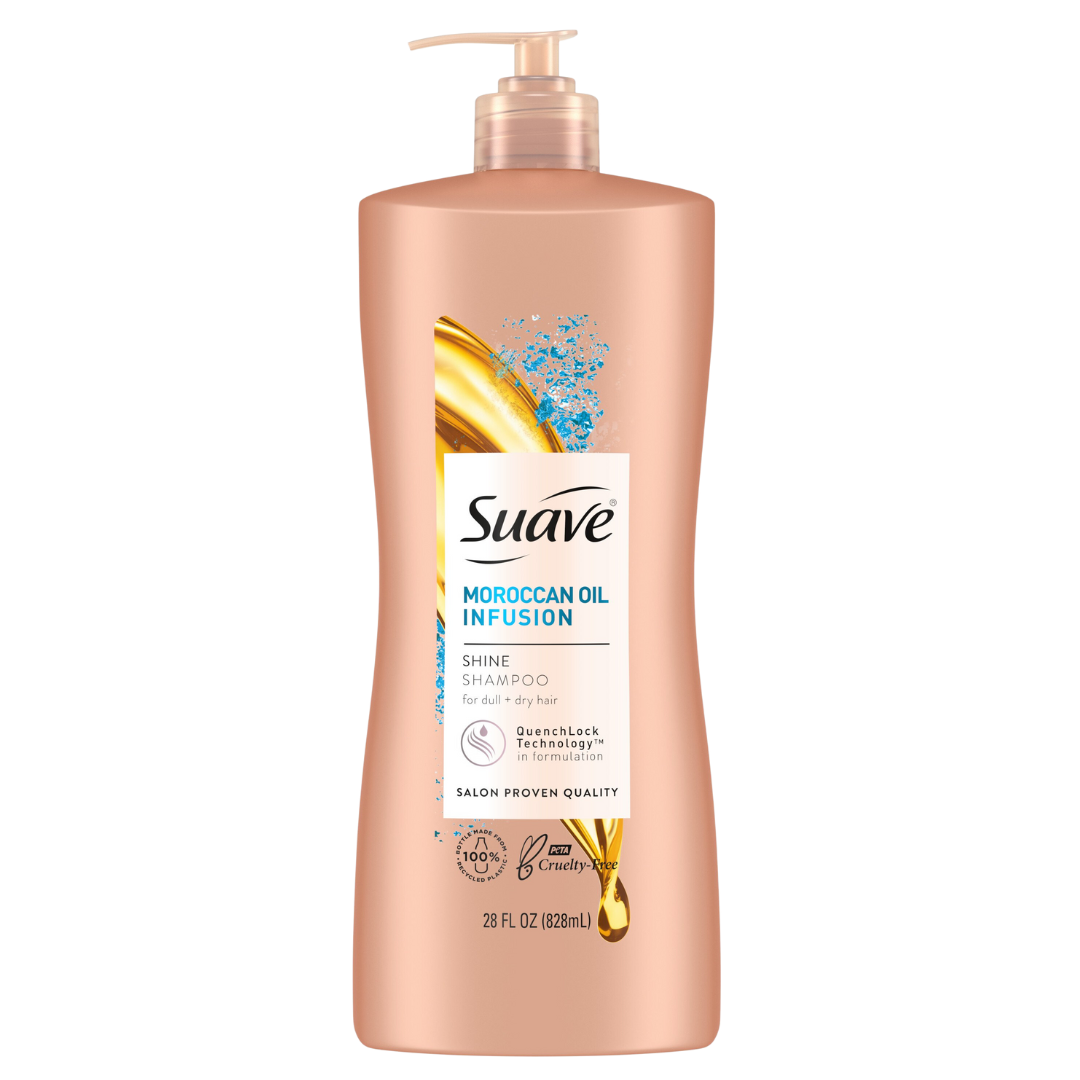 Suave®
MOROCCAN OIL
INFUSION
SHINE
SHAMPOO
for dull + dry hair
QuenchLock
Technology™
in formulation
SALON PROVEN QUALITY
BOTTLE MADE FROM
100%
RECYCLED PLASTIC
PETA
Cruelty-Free
28 FL OZ (828mL)